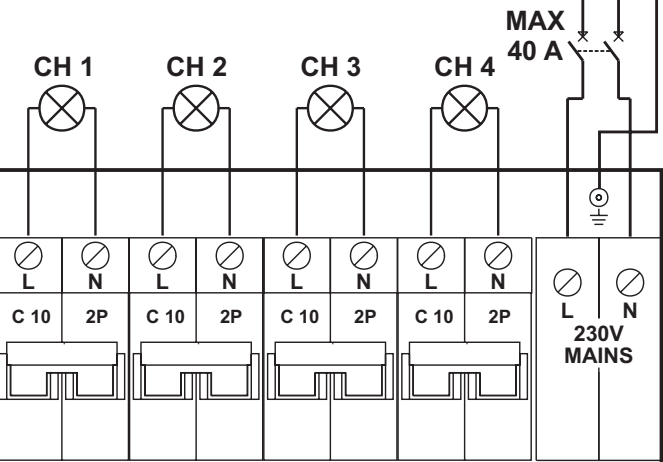 MAX
40 A
CH 1 CH 2 CH 3 CH 4
L N L N L N L N
C 10 2P C 10 2P C 10 2P C 10 2P
L N
230V
MAINS